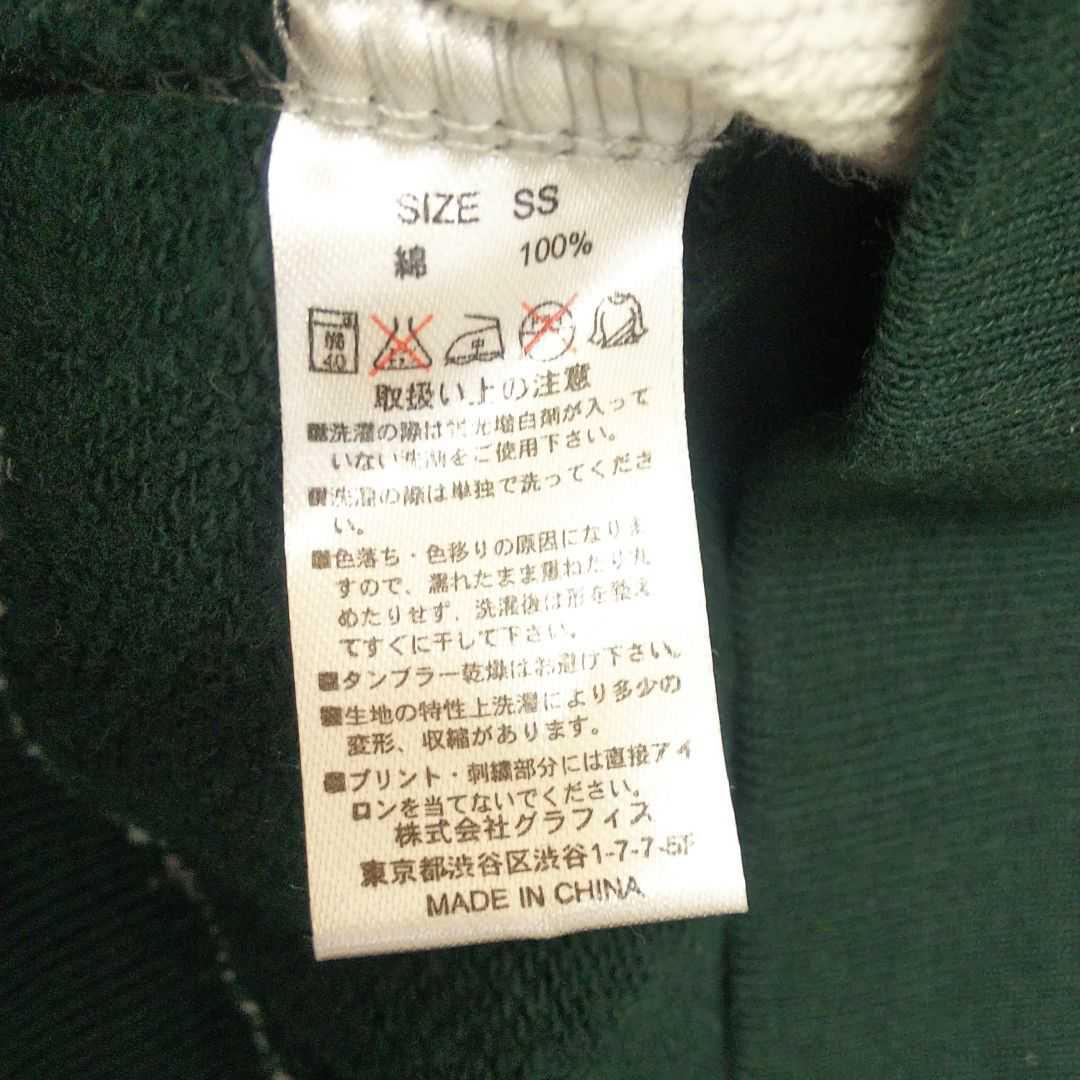 SIZE SS
綿 100%
40
中
取扱い上の注意
■洗濯の際は蛍光増白剤が入って
いない洗剤をご使用下さい。
■洗濯の際は単独で洗ってくださ
い。
■色落ち・色移りの原因になりま
すので、濡れたまま重ねたり丸
めたりせず、洗濯後は形を整え
てすぐに干して下さい。
■タンブラー乾燥はお避け下さい。
■生地の特性上洗濯により多少の
変形、収縮があります。
■プリント・刺繍部分には直接アイ
ロンを当てないでください。
株式会社グラフィス
東京都渋谷区渋谷1-7-7-5F
MADE IN CHINA